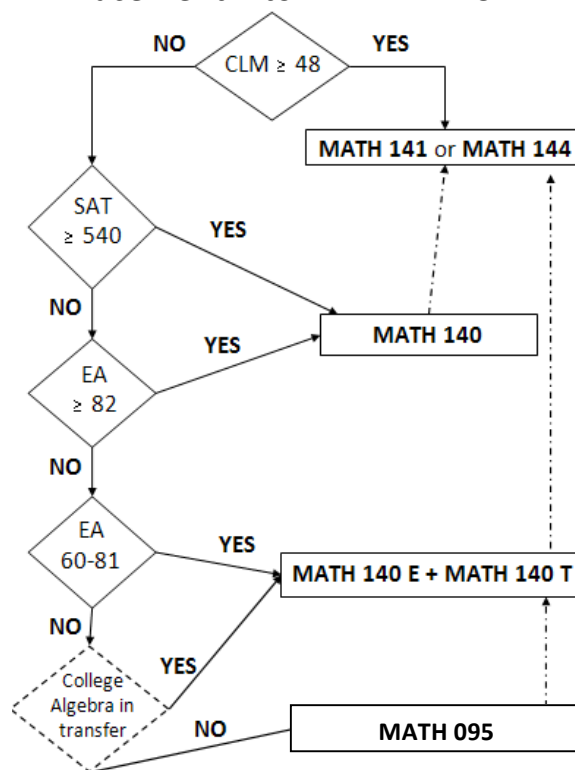 NO
YES
CLM ≥ 48
MATH 141 or MATH 144
SAT
≥ 540
YES
NO
MATH 140
YES
EA
≥ 82
NO
EA
60-81
YES
MATH 140 E + MATH 140 T
NO
YES
College
Algebra in
transfer
NO
MATH 095